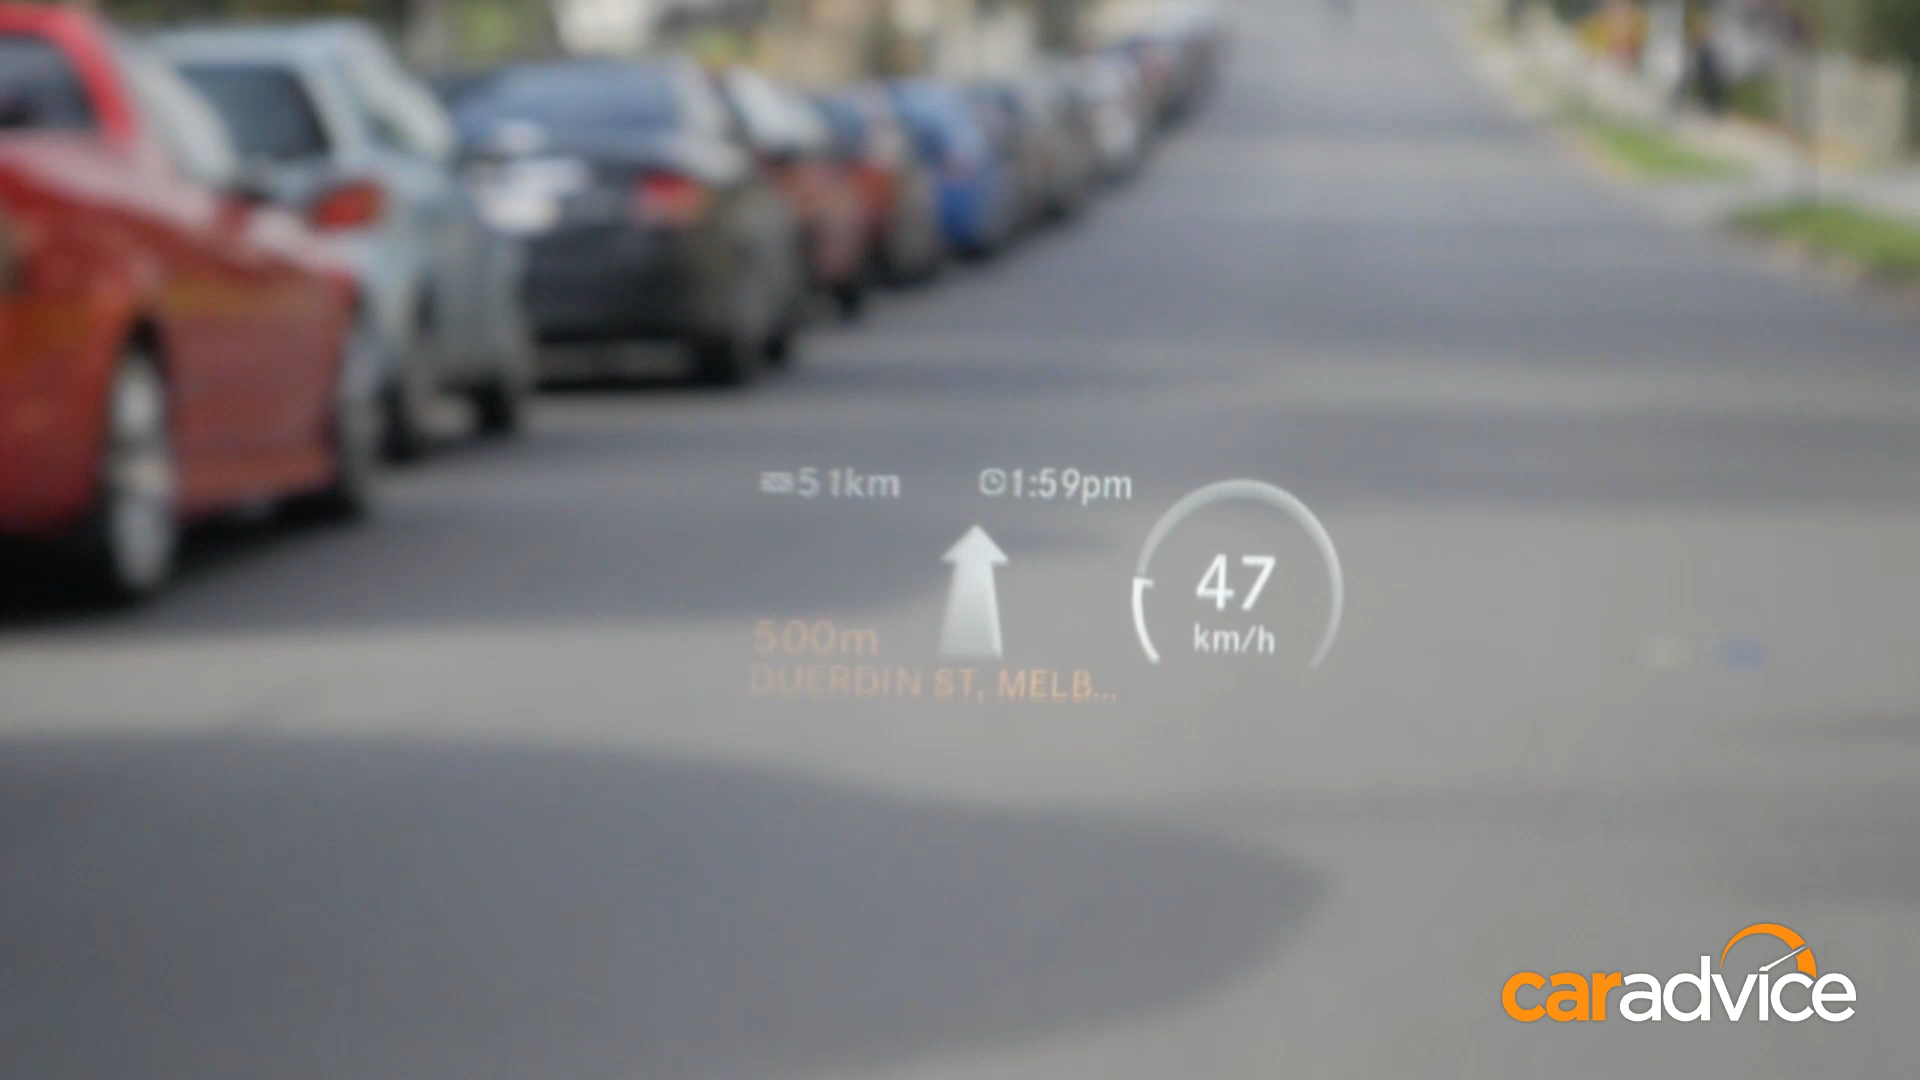 51km 1:59pm
47
km/h
500m
DUERDIN ST, MELB...
caradvice